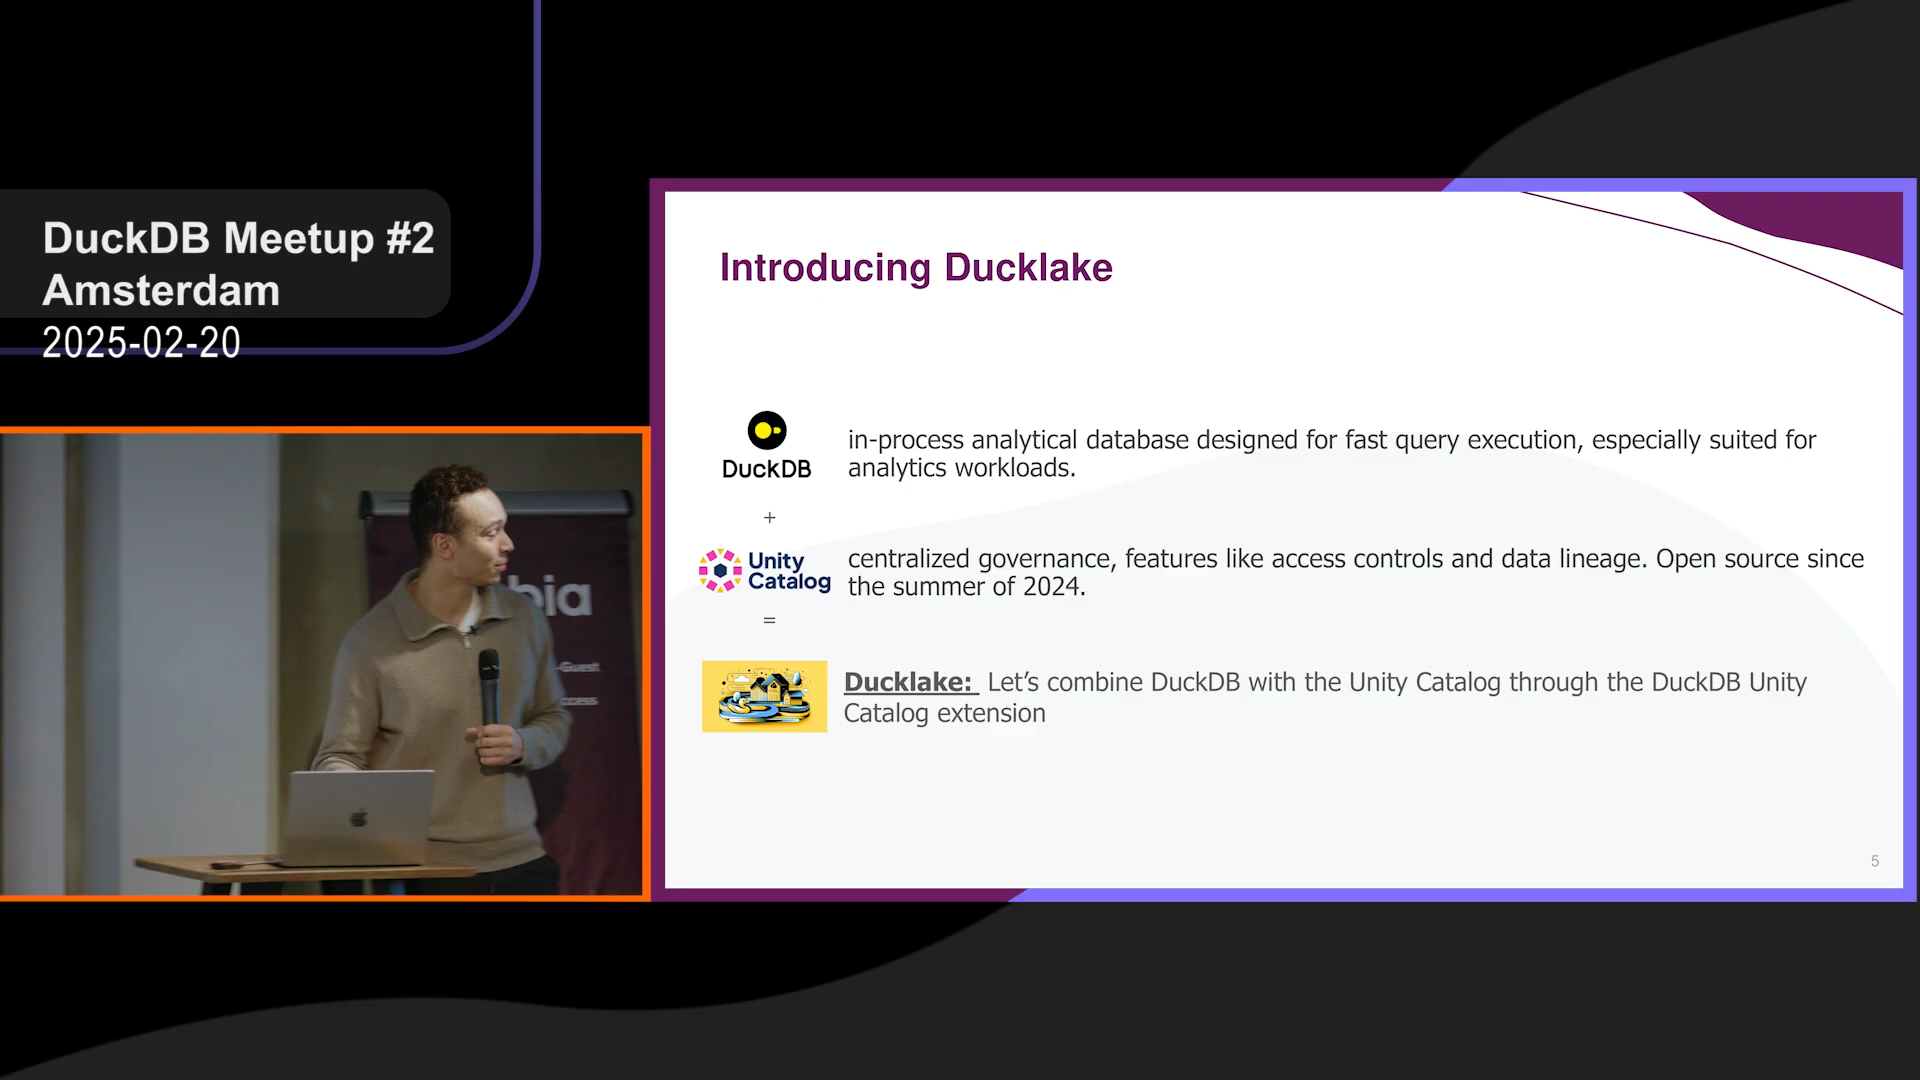 DuckDB Meetup #2
Amsterdam
2025-02-20
Introducing Ducklake
DuckDB
in-process analytical database designed for fast query execution, especially suited for
analytics workloads.
+
Unity
Catalog
centralized governance, features like access controls and data lineage. Open source since
the summer of 2024.
=
Ducklake: Let’s combine DuckDB with the Unity Catalog through the DuckDB Unity
Catalog extension
5
bia
-Guest